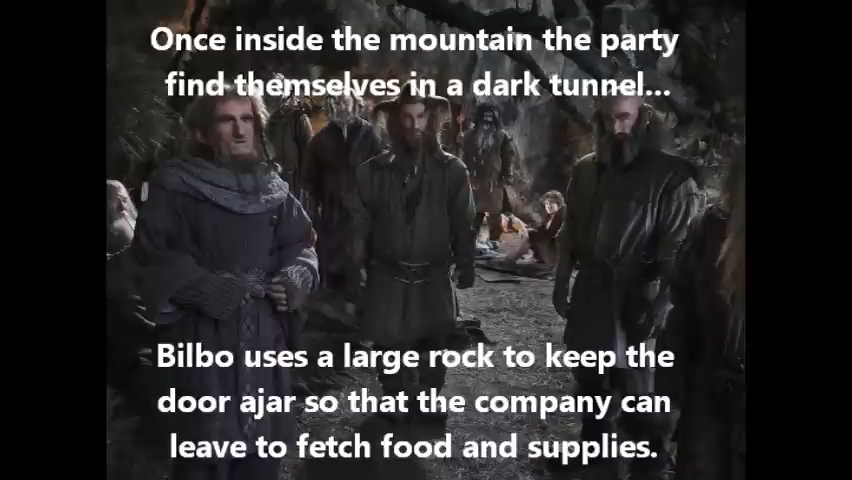 Once inside the mountain the party
find themselves in a dark tunnel...
Bilbo uses a large rock to keep the
door ajar so that the company can
leave to fetch food and supplies.